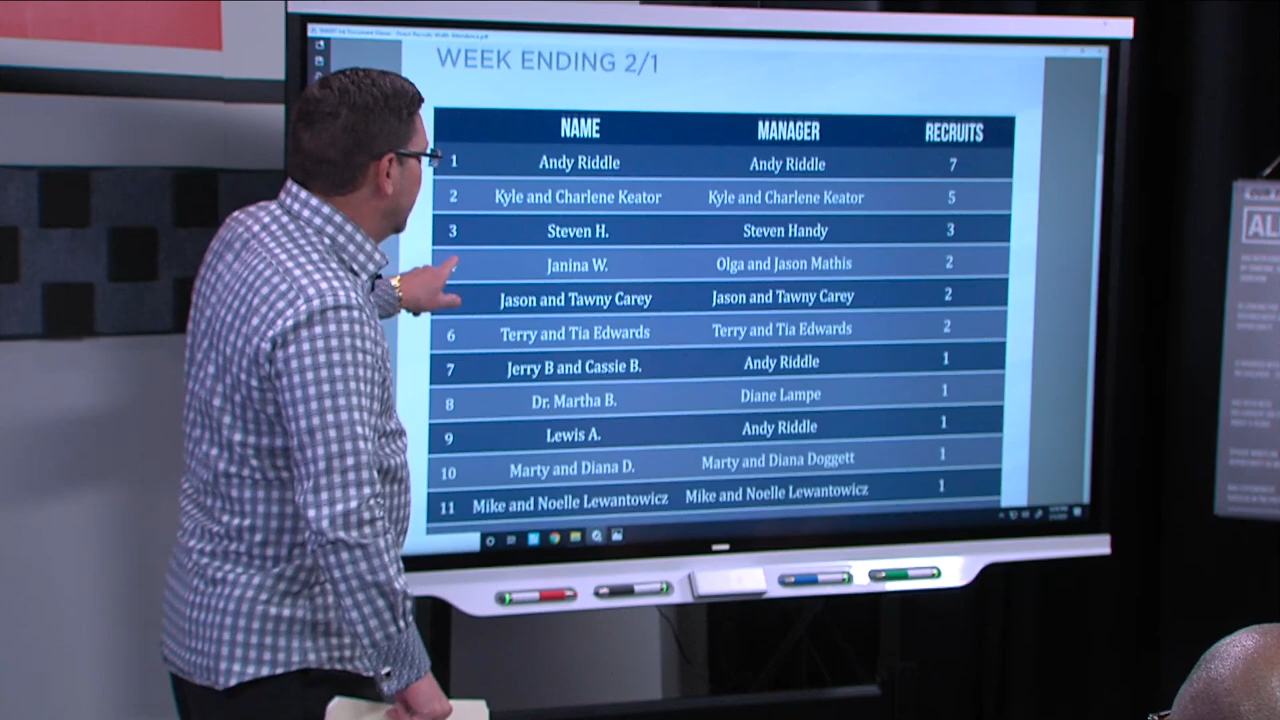 WEEK ENDING 2/1
NAME MANAGER RECRUITS
1 Andy Riddle Andy Riddle 7
2 Kyle and Charlene Keator Kyle and Charlene Keator 5
3 Steven H. Steven Handy 3
Janina W. Olga and Jason Mathis 2
Jason and Tawny Carey Jason and Tawny Carey 2
6 Terry and Tia Edwards Terry and Tia Edwards 2
7 Jerry B and Cassie B. Andy Riddle 1
8 Dr. Martha B. Diane Lampe 1
9 Lewis A. Andy Riddle 1
10 Marty and Diana D. Marty and Diana Doggett 1
11 Mike and Noelle Lewantowicz Mike and Noelle Lewantowicz 1
OUR
AL